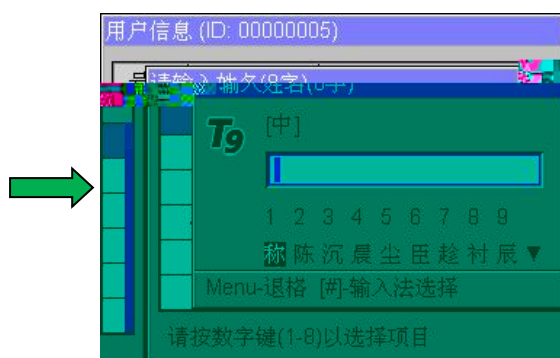 用户信息 (ID: 00000005)
请输入姓名(8字)
T9 [中]
1 2 3 4 5 6 7 8 9
称 陈 沉 晨 尘 臣 趁 衬 辰 ▼
Menu-退格 [#]-输入法选择
请按数字键(1-8)以选择项目